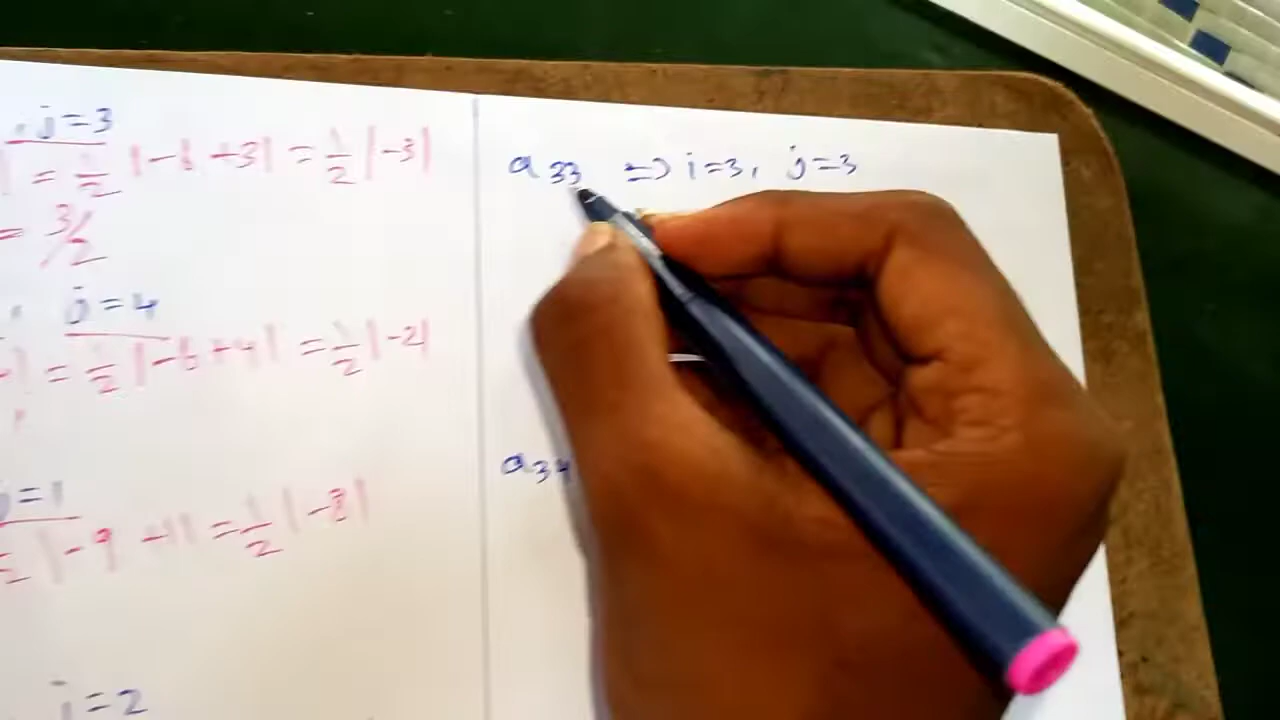 , j=3
| = 1/2 |-6 +3| = 1/2 |-3|
= 3/2
, j=4
-| = 1/2 |-6+4| = 1/2 |-2|
j=1
|-9 +1| = 1/2 |-8|
j=2
a33 => i=3, j=3
a34